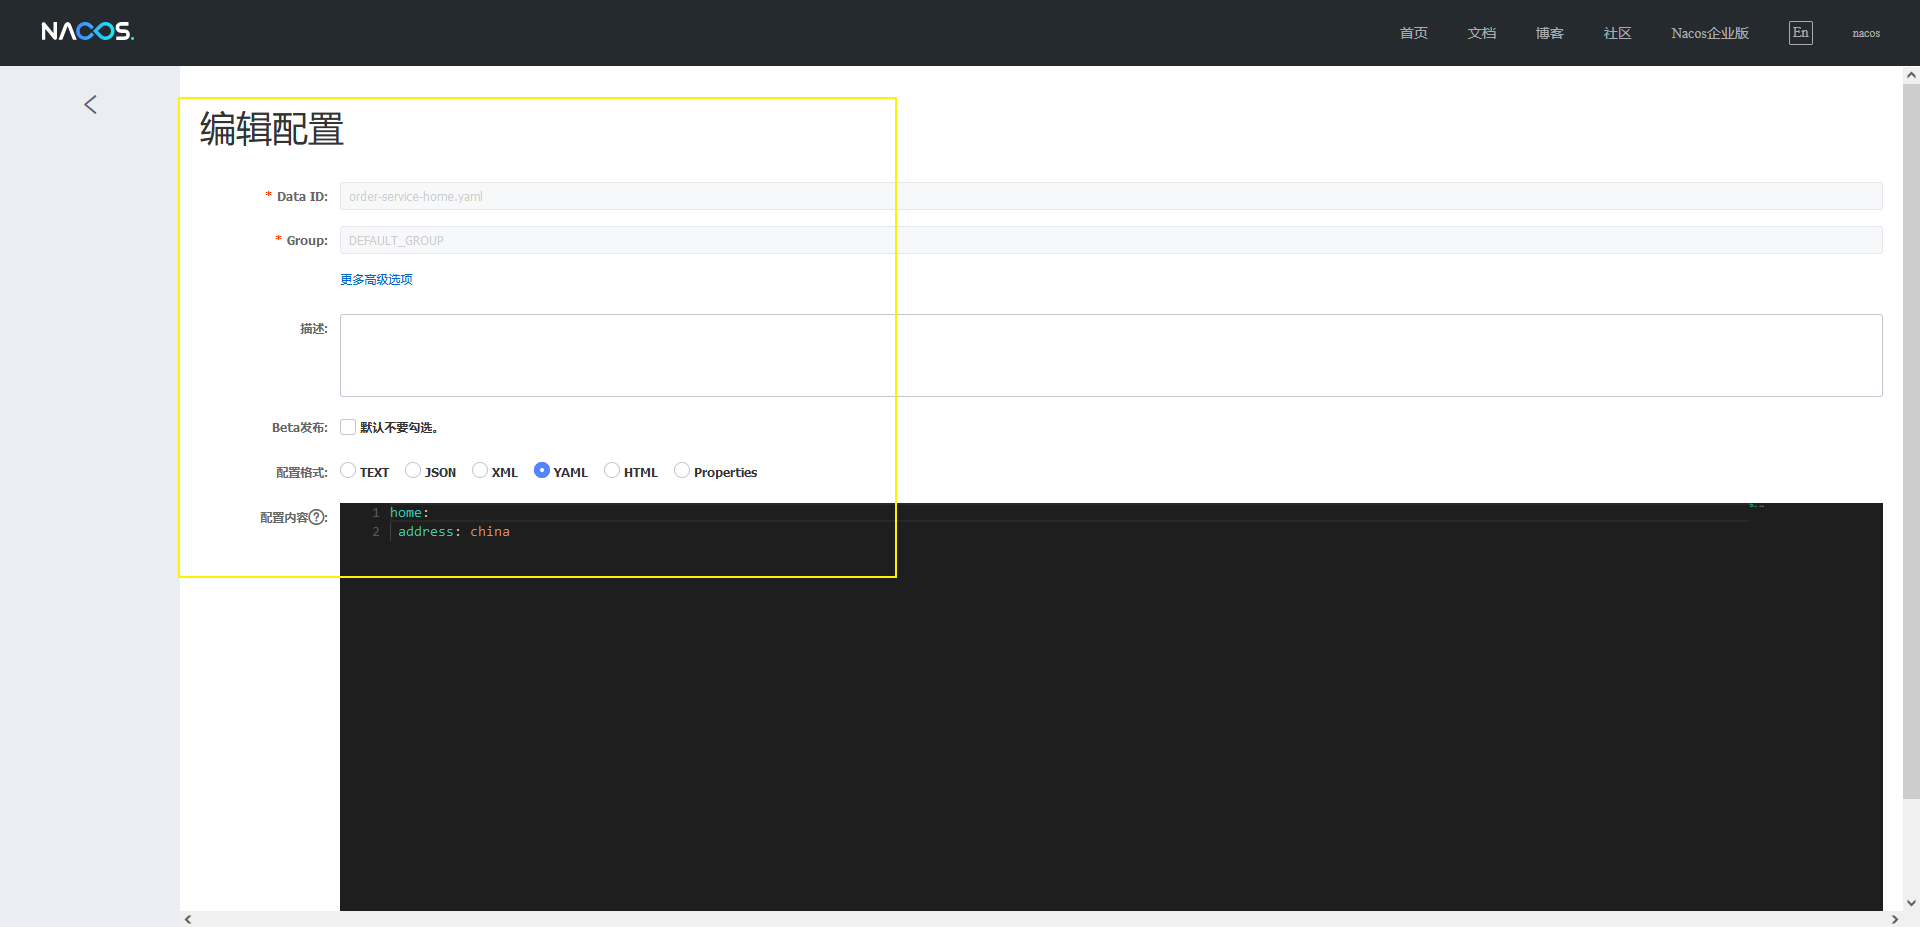 NACOS.
首页 文档 博客 社区 Nacos企业版 En nacos
编辑配置
* Data ID: order-service-home.yaml
* Group: DEFAULT_GROUP
更多高级选项
描述:
Beta发布: 默认不要勾选。
配置格式: TEXT JSON XML YAML HTML Properties
配置内容?: 1 home:
2 address: china